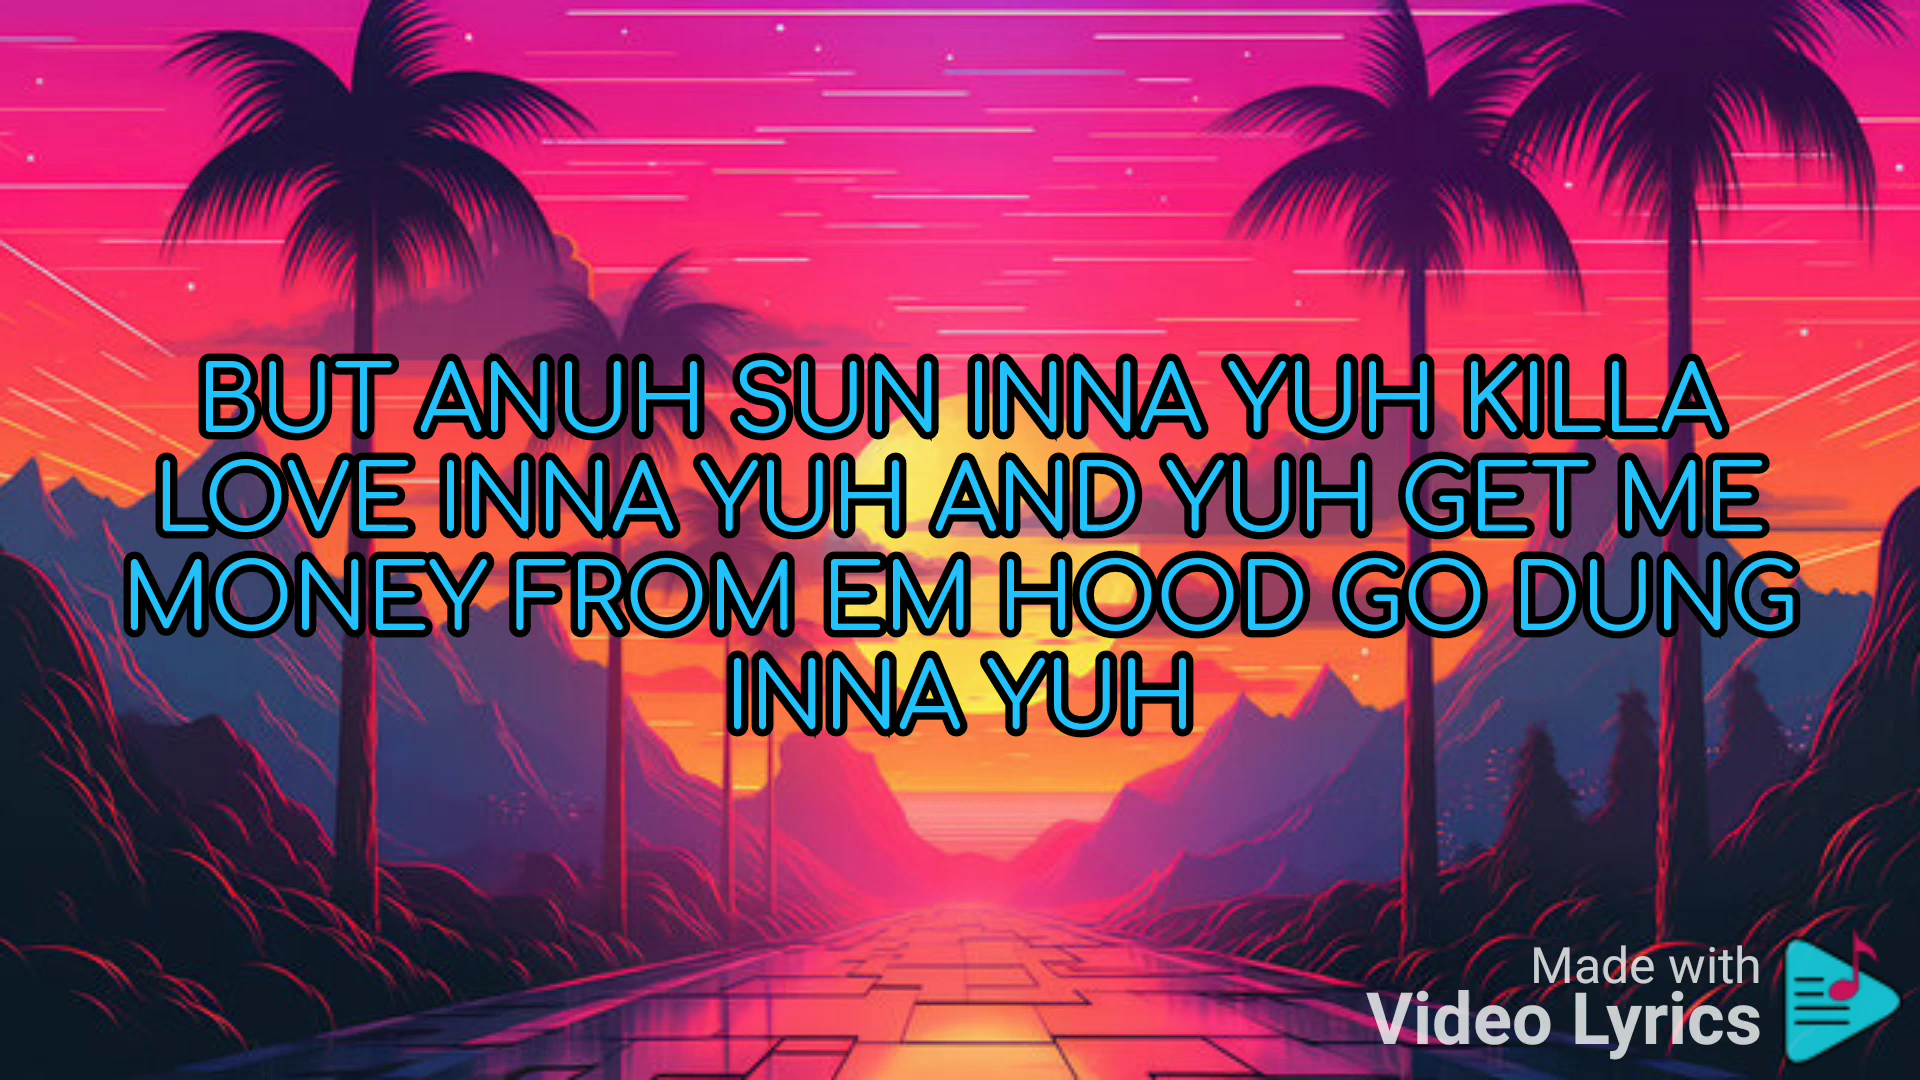 BUT ANUH SUN INNA YUH KILLA
LOVE INNA YUH AND YUH GET ME
MONEY FROM EM HOOD GO DUNG
INNA YUH
Made with
Video Lyrics